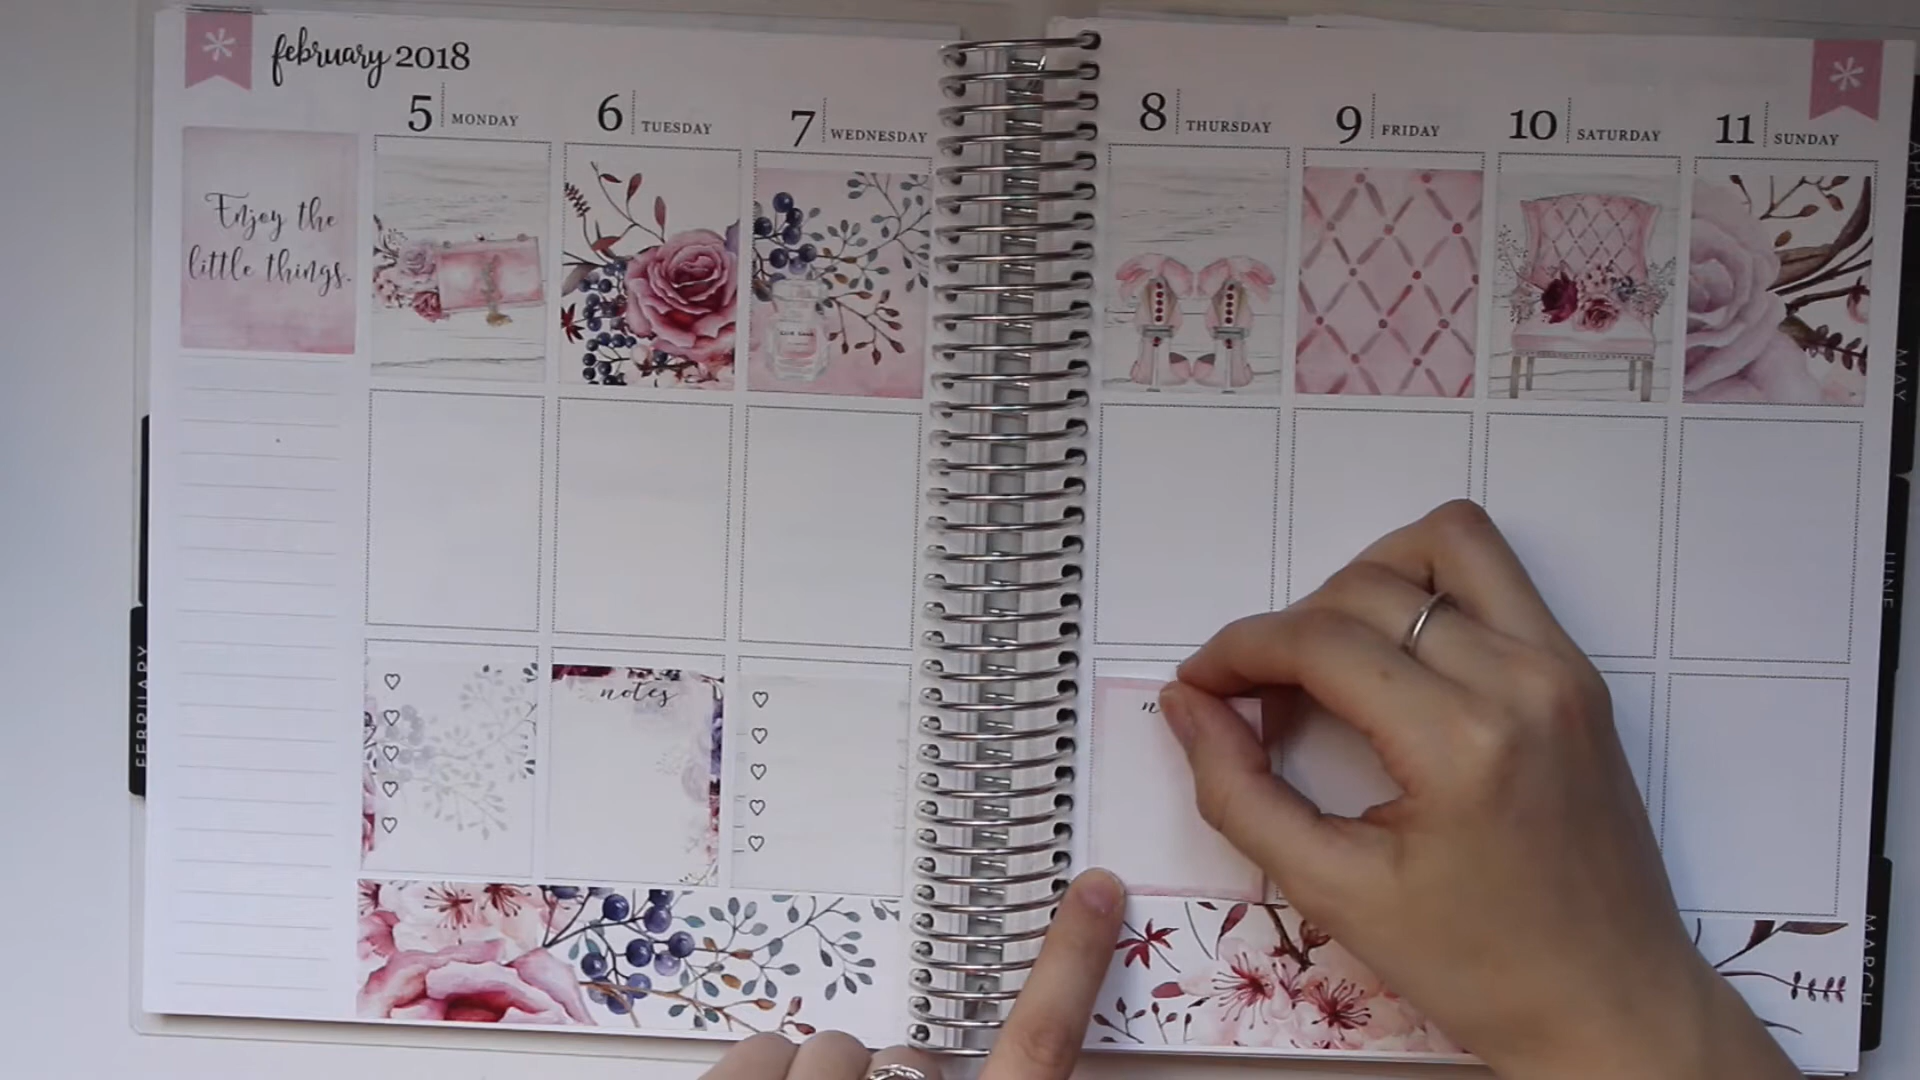 february 2018
5 MONDAY
6 TUESDAY
7 WEDNESDAY
8 THURSDAY
9 FRIDAY
10 SATURDAY
11 SUNDAY
Enjoy the
little things.
notes
n
FEBRUARY
APRIL
MAY
JUNE
MARCH